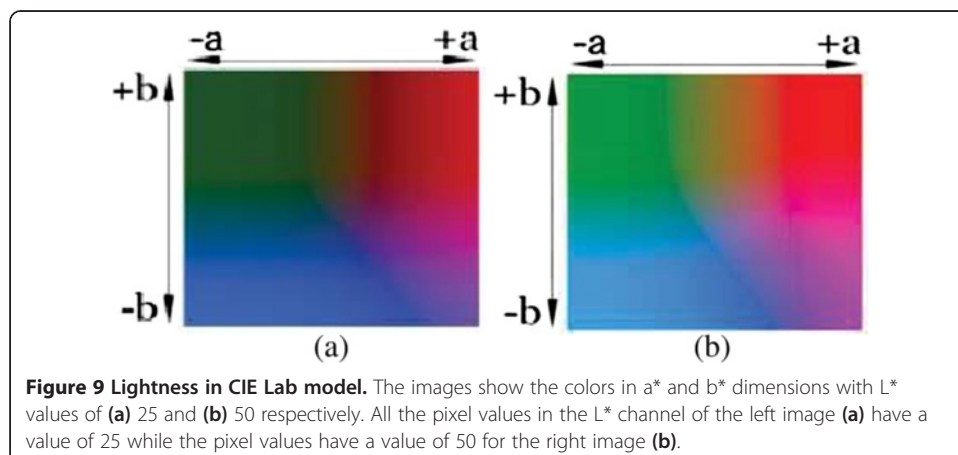 -a +a
-a +a
+b
+b
-b
-b
(a)
(b)
Figure 9 Lightness in CIE Lab model. The images show the colors in a* and b* dimensions with L*
values of (a) 25 and (b) 50 respectively. All the pixel values in the L* channel of the left image (a) have a
value of 25 while the pixel values have a value of 50 for the right image (b).